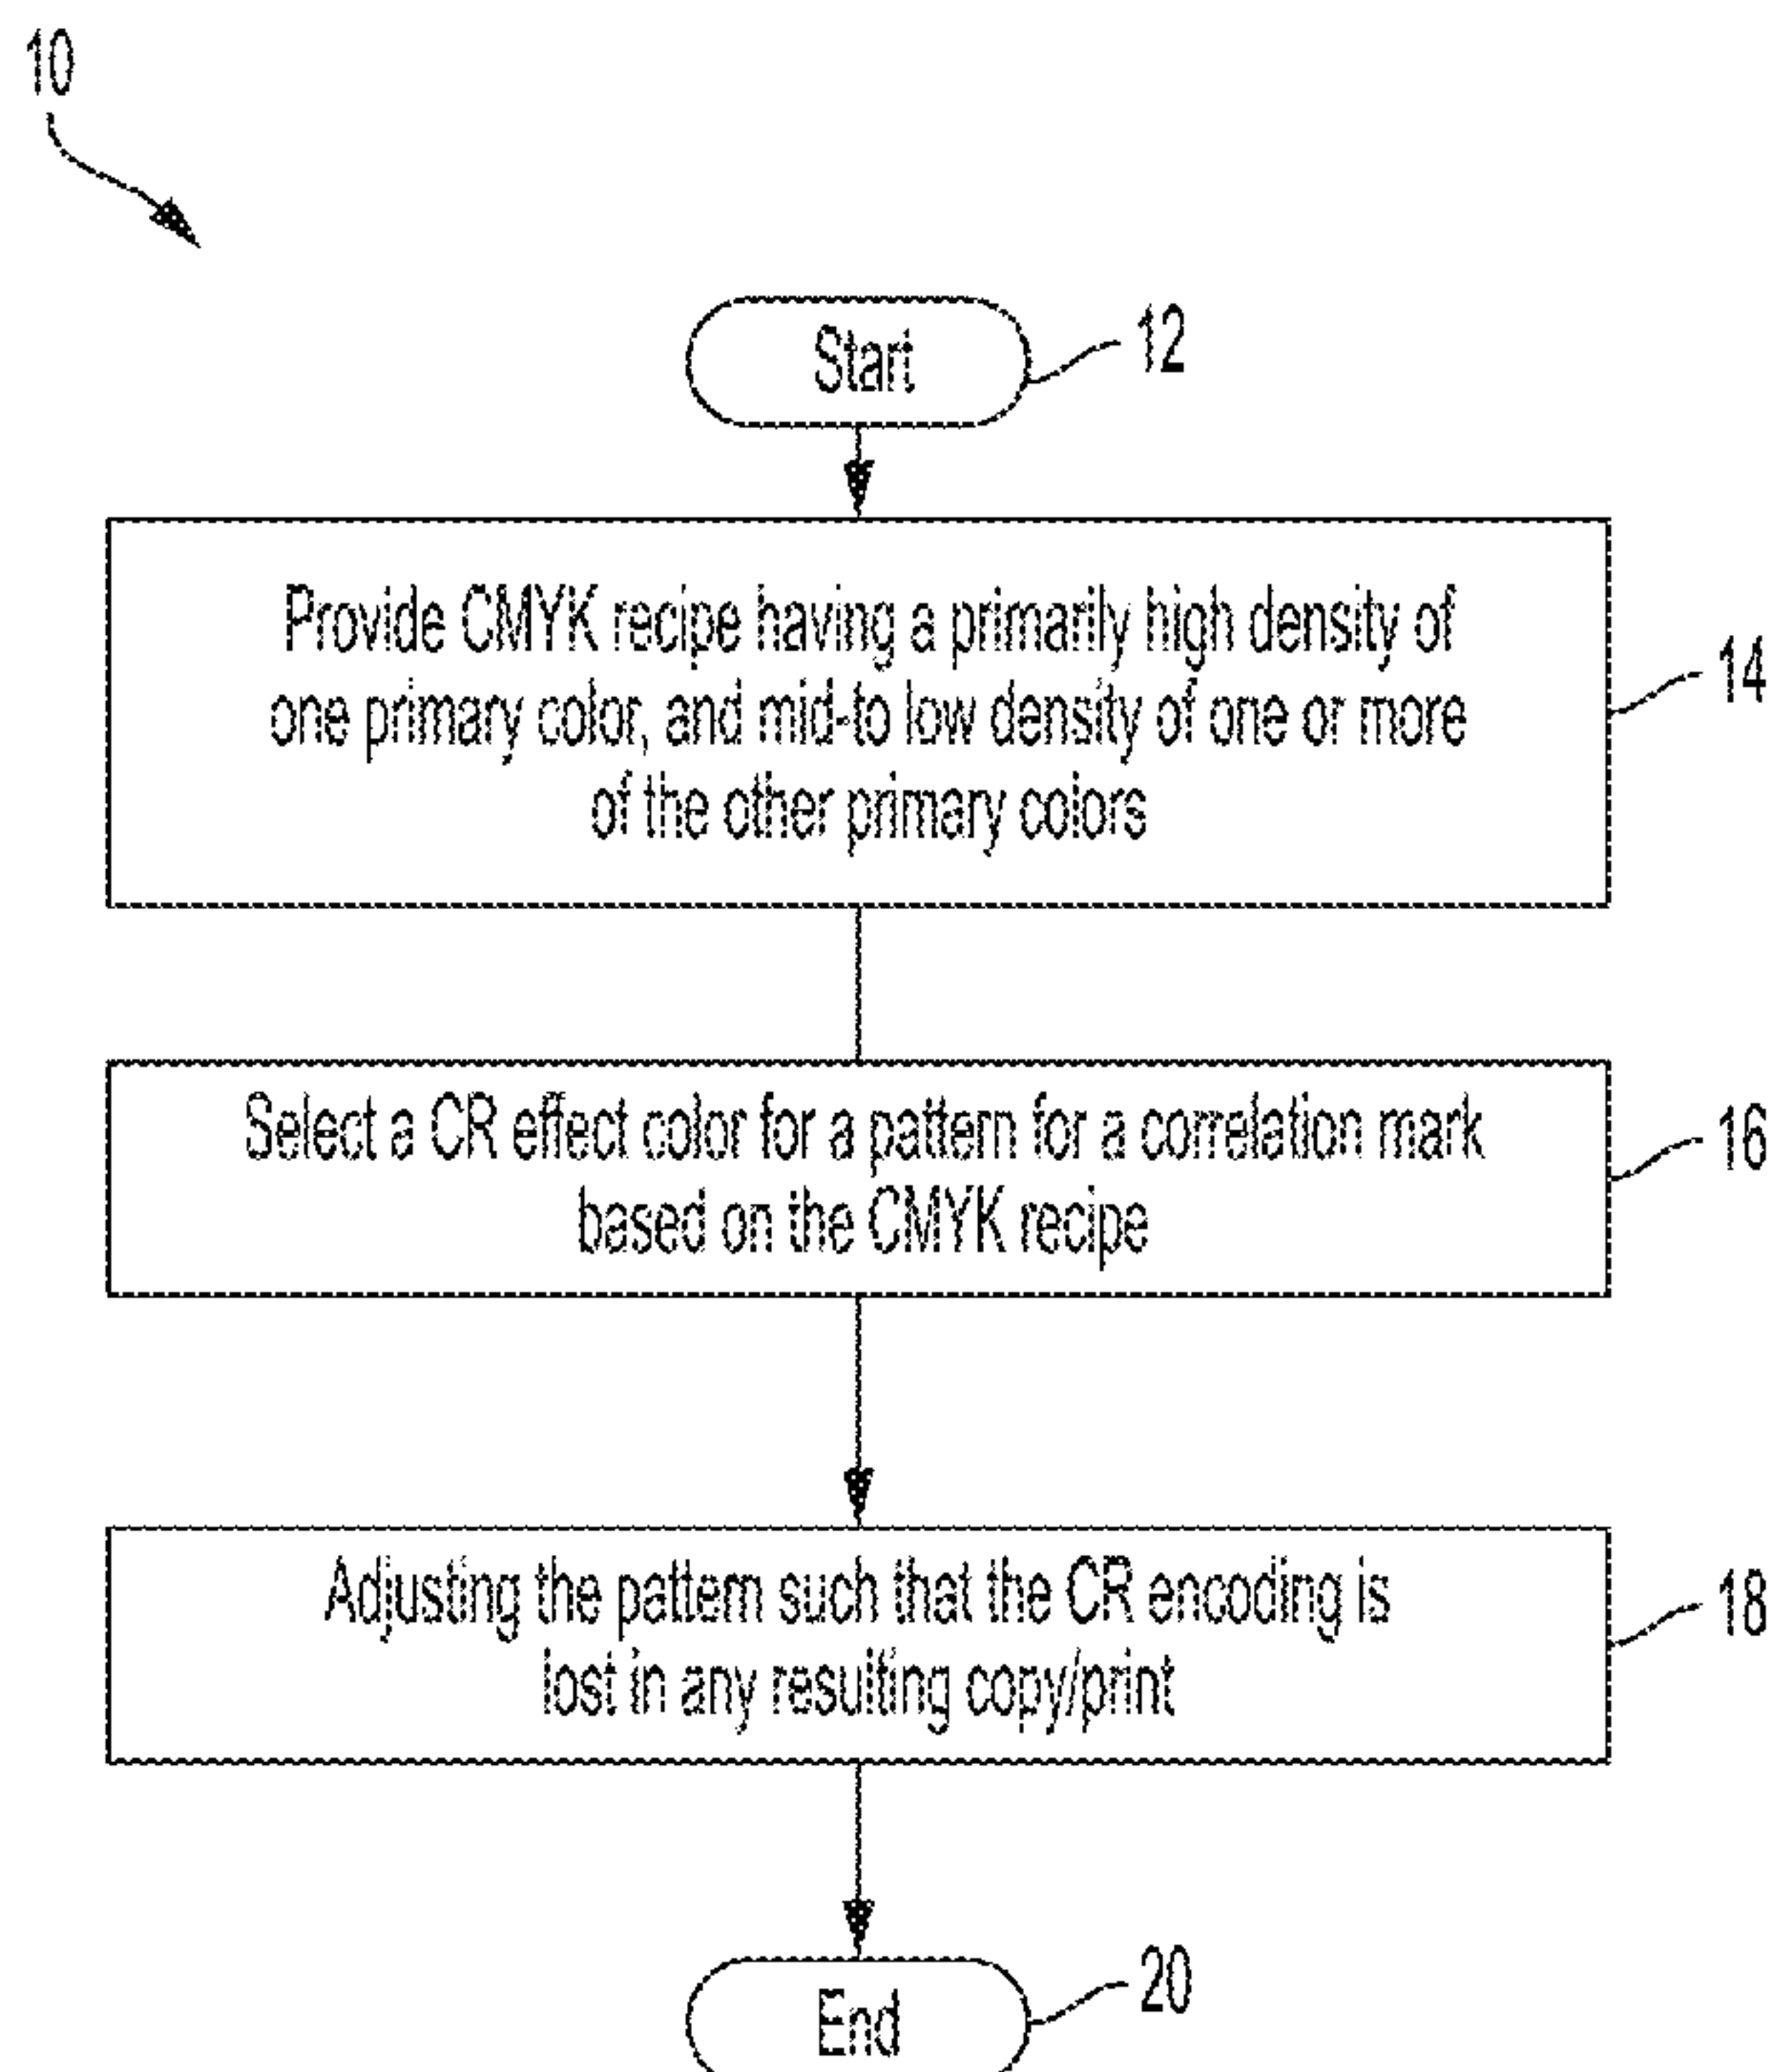 10
Start
12
Provide CMYK recipe having a primarily high density of
one primary color, and mid-to low density of one or more
of the other primary colors
14
Select a CR effect color for a pattern for a correlation mark
based on the CMYK recipe
16
Adjusting the pattern such that the CR encoding is
lost in any resulting copy/print
18
End
20